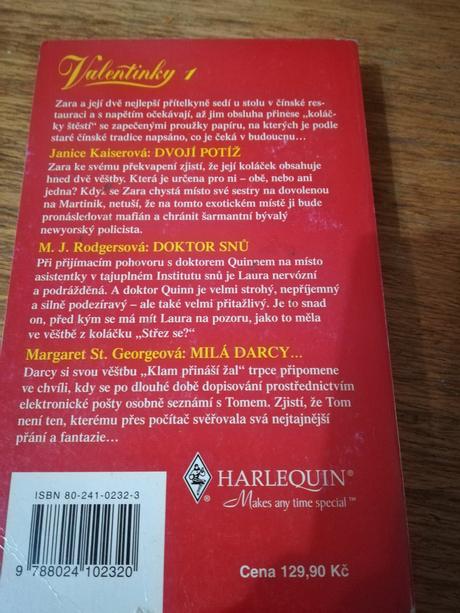 Valentinky 1
Zara a její dvě nejlepší přítelkyně sedí u stolu v čínské res-
tauraci a s napětím očekávají, až jim obsluha přinese „koláč-
ky štěstí“ se zapečenými proužky papíru, na kterých je podle
staré čínské tradice napsáno, co je čeká v budoucnu…
Janice Kaiserová: DVOJÍ POTÍŽ
Zara ke svému překvapení zjistí, že její koláček obsahuje
hned dvě věštby. Která je určena pro ni – obě, nebo ani
jedna? Když se Zara chystá místo své sestry na dovolenou
na Martinik, netuší, že na tomto exotickém místě ji bude
pronásledovat mafián a chránit šarmantní bývalý
newyorský policista.
M. J. Rodgersová: DOKTOR SNŮ
Při přijímacím pohovoru s doktorem Quinnem na místo
asistentky v tajuplném Institutu snů je Laura nervózní
a podrážděná. A doktor Quinn je velmi strohý, nepříjemný
a silně podezíravý – ale také velmi přitažlivý. Je to snad
on, před kým se má mít Laura na pozoru, jako to měla
ve věštbě z koláčku „Střez se?“
Margaret St. Georgeová: MILÁ DARCY…
Darcy si svou věštbu „Klam přináší žal“ trpce připomene
ve chvíli, kdy se po dlouhé době dopisování prostřednictvím
elektronické pošty osobně seznámí s Tomem. Zjistí, že Tom
není ten, kterému přes počítač svěřovala svá nejtajnější
přání a fantazie…
HARLEQUIN®
Makes any time special™
ISBN 80-241-0232-3
9 788024 102320
Cena 129,90 Kč